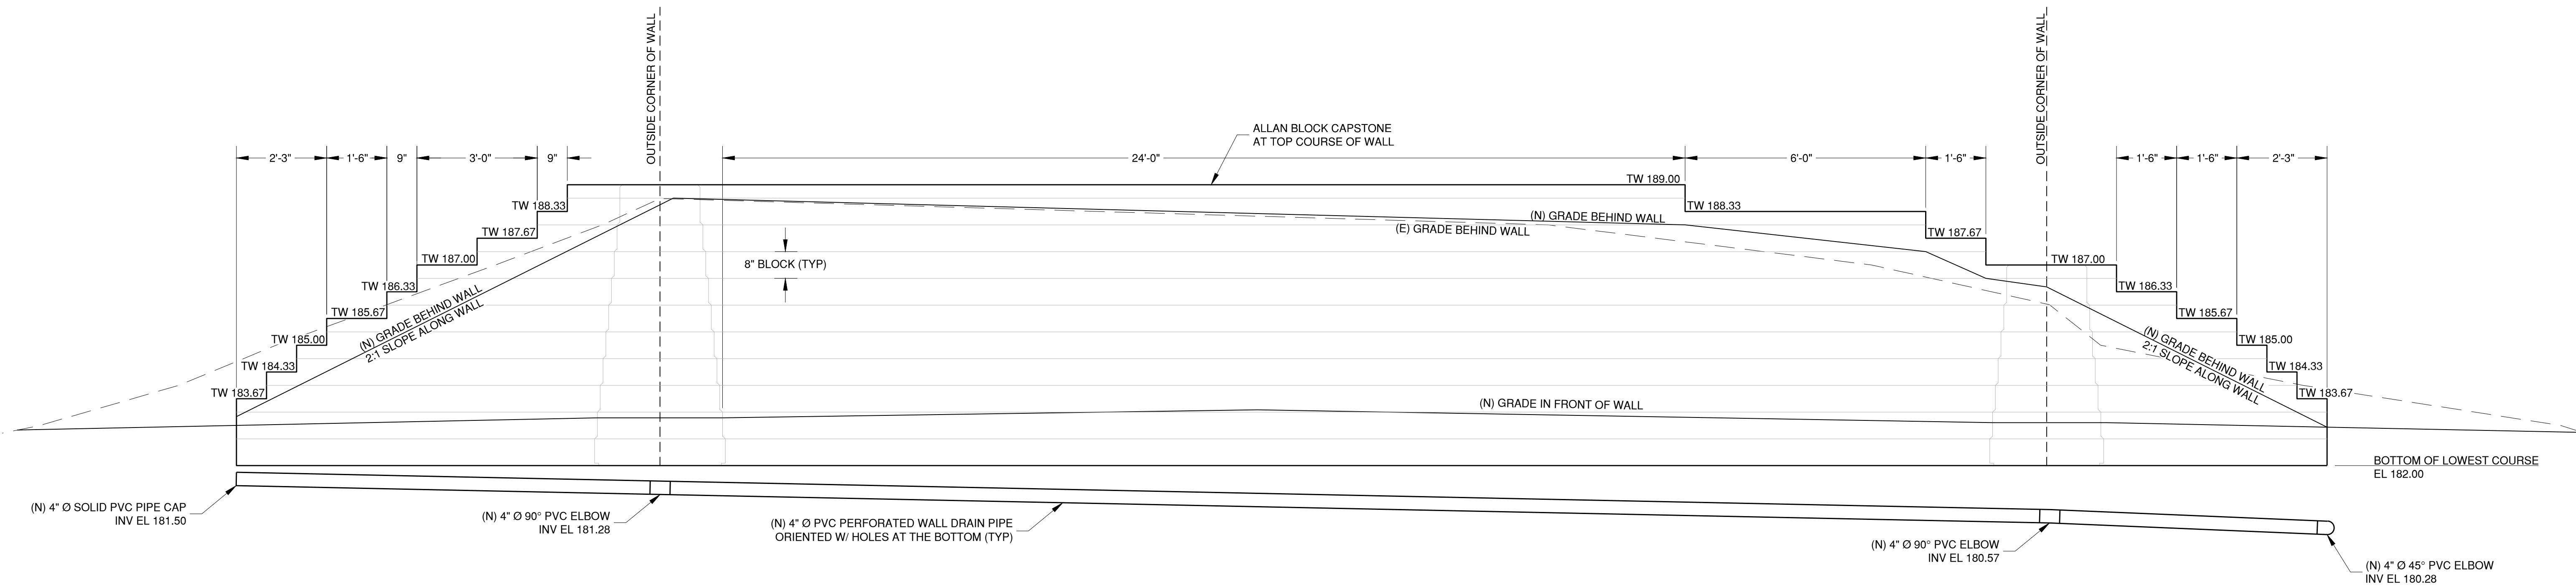 OUTSIDE CORNER OF WALL
OUTSIDE CORNER OF WALL
ALLAN BLOCK CAPSTONE
AT TOP COURSE OF WALL
2'-3"
1'-6"
9"
3'-0"
9"
24'-0"
6'-0"
1'-6"
1'-6"
1'-6"
2'-3"
TW 189.00
TW 188.33
TW 188.33
TW 187.67
TW 187.67
TW 187.00
TW 187.00
TW 186.33
TW 186.33
TW 185.67
TW 185.67
TW 185.00
TW 185.00
TW 184.33
TW 184.33
TW 183.67
TW 183.67
(N) GRADE BEHIND WALL
(E) GRADE BEHIND WALL
8" BLOCK (TYP)
(N) GRADE BEHIND WALL
2:1 SLOPE ALONG WALL
(N) GRADE BEHIND WALL
2:1 SLOPE ALONG WALL
(N) GRADE IN FRONT OF WALL
BOTTOM OF LOWEST COURSE
EL 182.00
(N) 4" Ø SOLID PVC PIPE CAP
INV EL 181.50
(N) 4" Ø 90° PVC ELBOW
INV EL 181.28
(N) 4" Ø PVC PERFORATED WALL DRAIN PIPE
ORIENTED W/ HOLES AT THE BOTTOM (TYP)
(N) 4" Ø 90° PVC ELBOW
INV EL 180.57
(N) 4" Ø 45° PVC ELBOW
INV EL 180.28